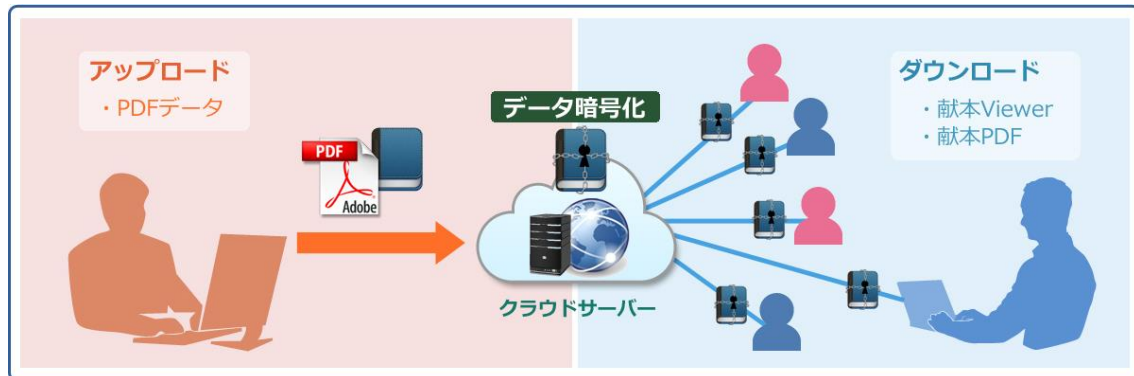 アップロード
・PDFデータ
PDF
Adobe
データ暗号化
クラウドサーバー
ダウンロード
・献本Viewer
・献本PDF